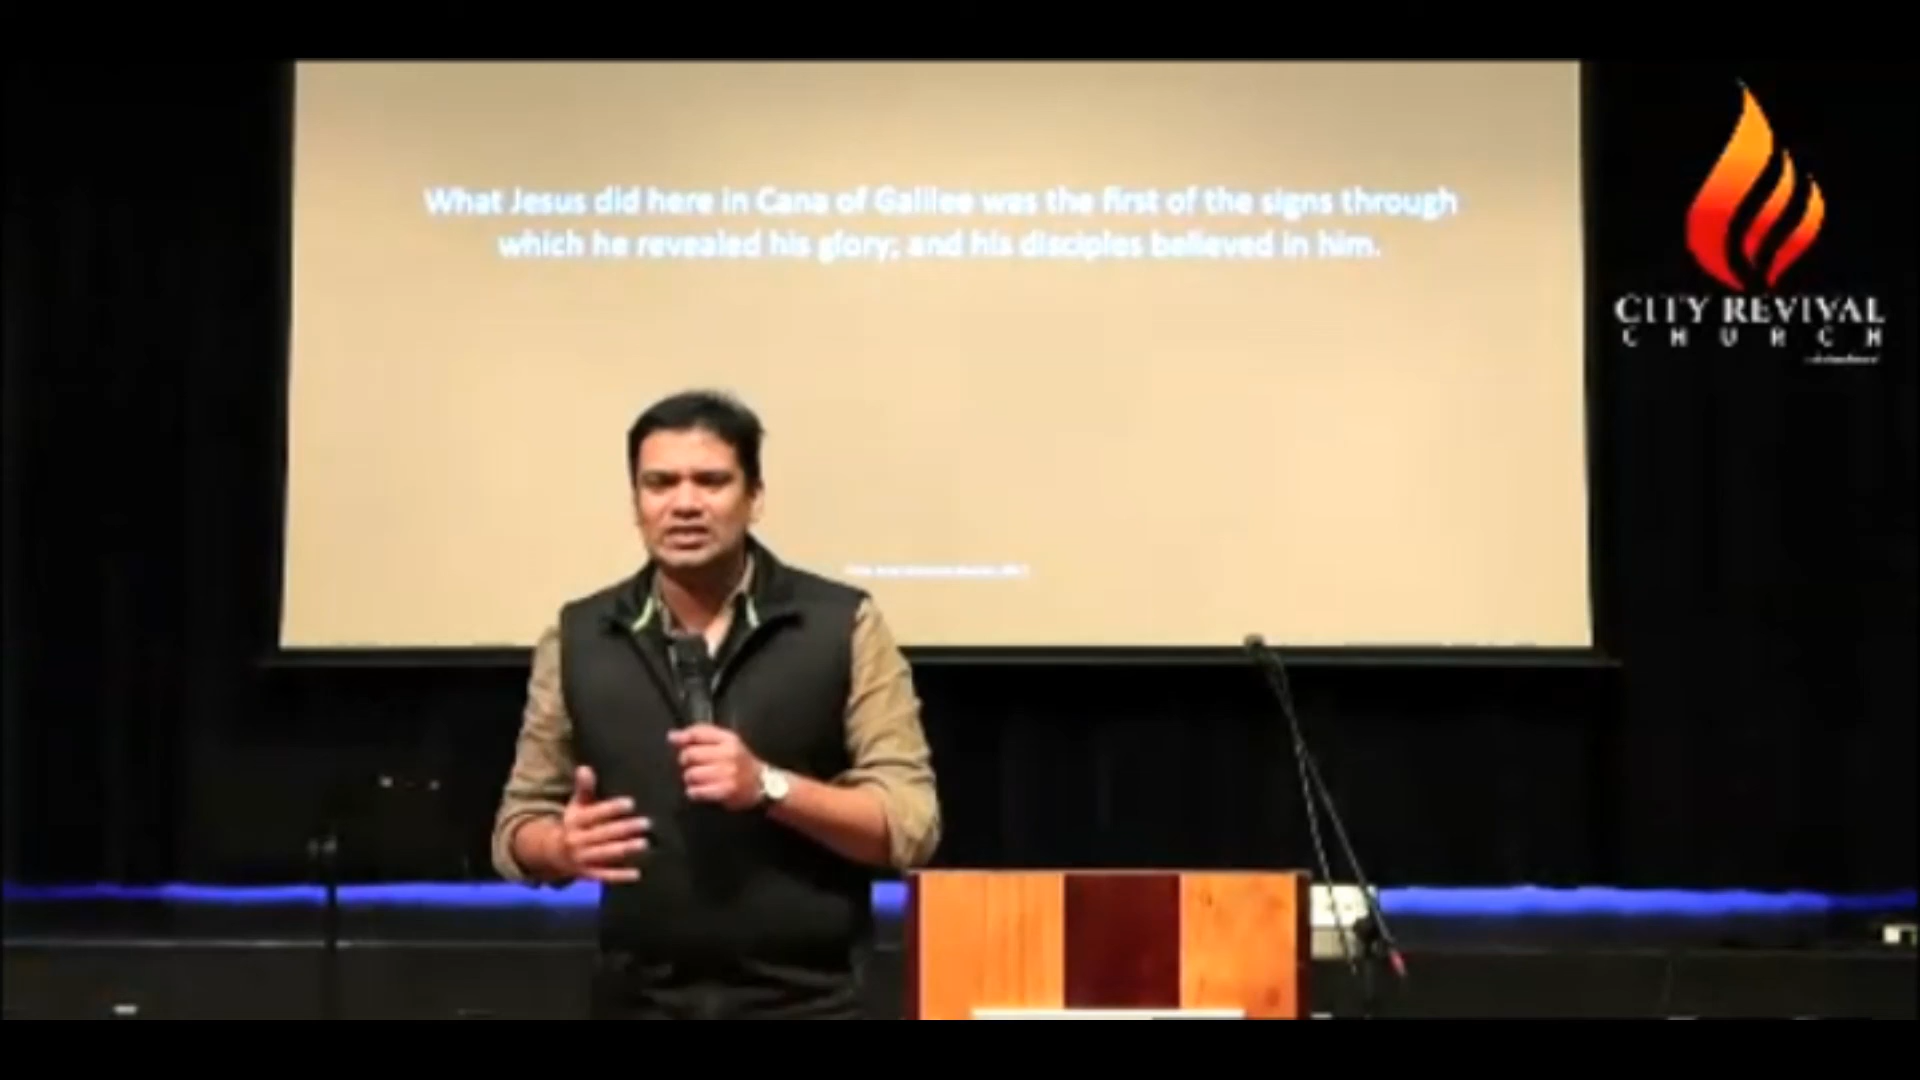 What Jesus did here in Cana of Galilee was the first of the signs through
which he revealed his glory; and his disciples believed in him.
CITY REVIVAL
CHURCH